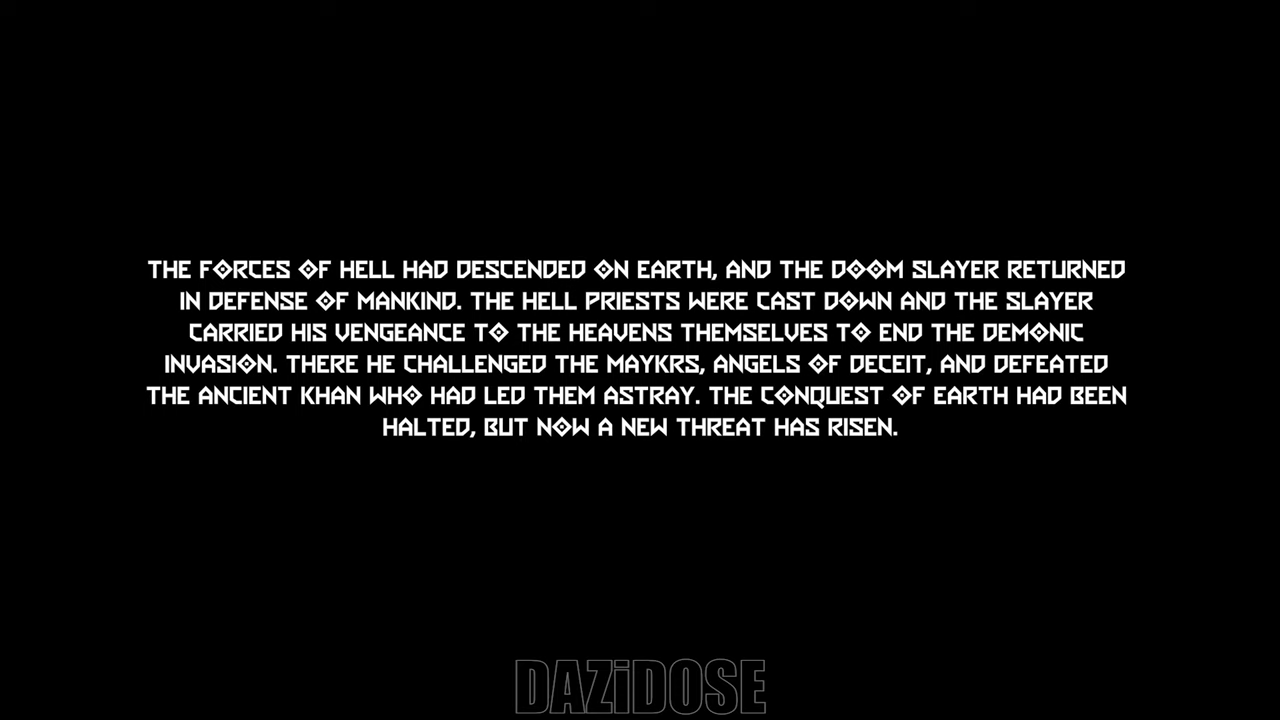 THE FORCES OF HELL HAD DESCENDED ON EARTH, AND THE DOOM SLAYER RETURNED
IN DEFENSE OF MANKIND. THE HELL PRIESTS WERE CAST DOWN AND THE SLAYER
CARRIED HIS VENGEANCE TO THE HEAVENS THEMSELVES TO END THE DEMONIC
INVASION. THERE HE CHALLENGED THE MAYKRS, ANGELS OF DECEIT, AND DEFEATED
THE ANCIENT KHAN WHO HAD LED THEM ASTRAY. THE CONQUEST OF EARTH HAD BEEN
HALTED, BUT NOW A NEW THREAT HAS RISEN.
DAZiDOSE